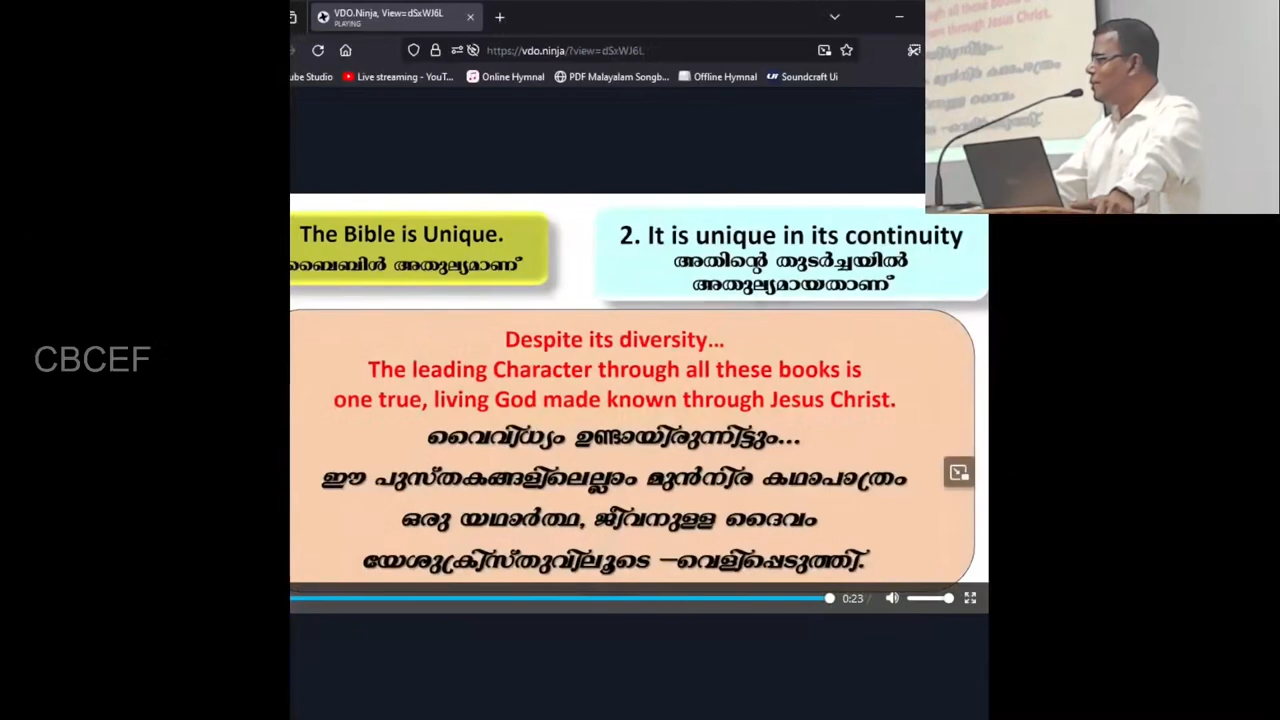 VDO.Ninja, View=dSxWJ6L
PLAYING
https://vdo.ninja/?view=dSxWJ6L
ube Studio
Live streaming - YouT...
Online Hymnal
PDF Malayalam Songb...
Offline Hymnal
Soundcraft Ui
The Bible is Unique.
ബൈബിൾ അതുല്യമാണ്
2. It is unique in its continuity
അതിന്റെ തുടർച്ചയിൽ
അതുല്യമായതാണ്
Despite its diversity...
The leading Character through all these books is
one true, living God made known through Jesus Christ.
വൈവിധ്യം ഉണ്ടായിരുന്നിട്ടും...
ഈ പുസ്തകങ്ങളിലെല്ലാം മുൻനിര കഥാപാത്രം
ഒരു യഥാർത്ഥ, ജീവനുള്ള ദൈവം
യേശുക്രിസ്തുവിലൂടെ –വെളിപ്പെടുത്തി.
0:23 /
CBCEF